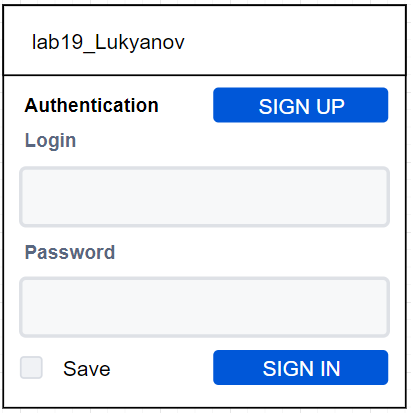 lab19_Lukyanov
Authentication SIGN UP
Login
Password
Save SIGN IN